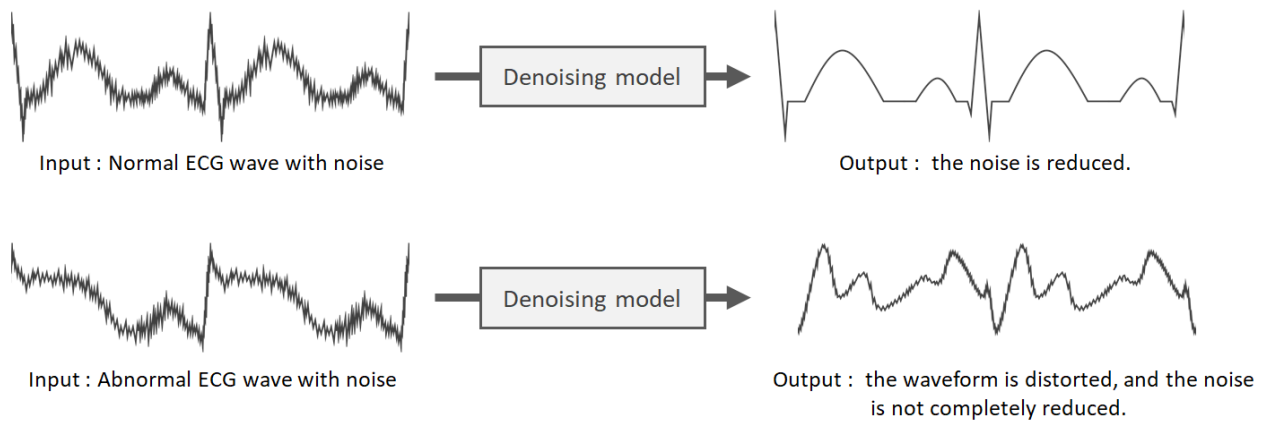 Denoising model
Input : Normal ECG wave with noise
Output :  the noise is reduced.
Denoising model
Input : Abnormal ECG wave with noise
Output :  the waveform is distorted, and the noise
is not completely reduced.